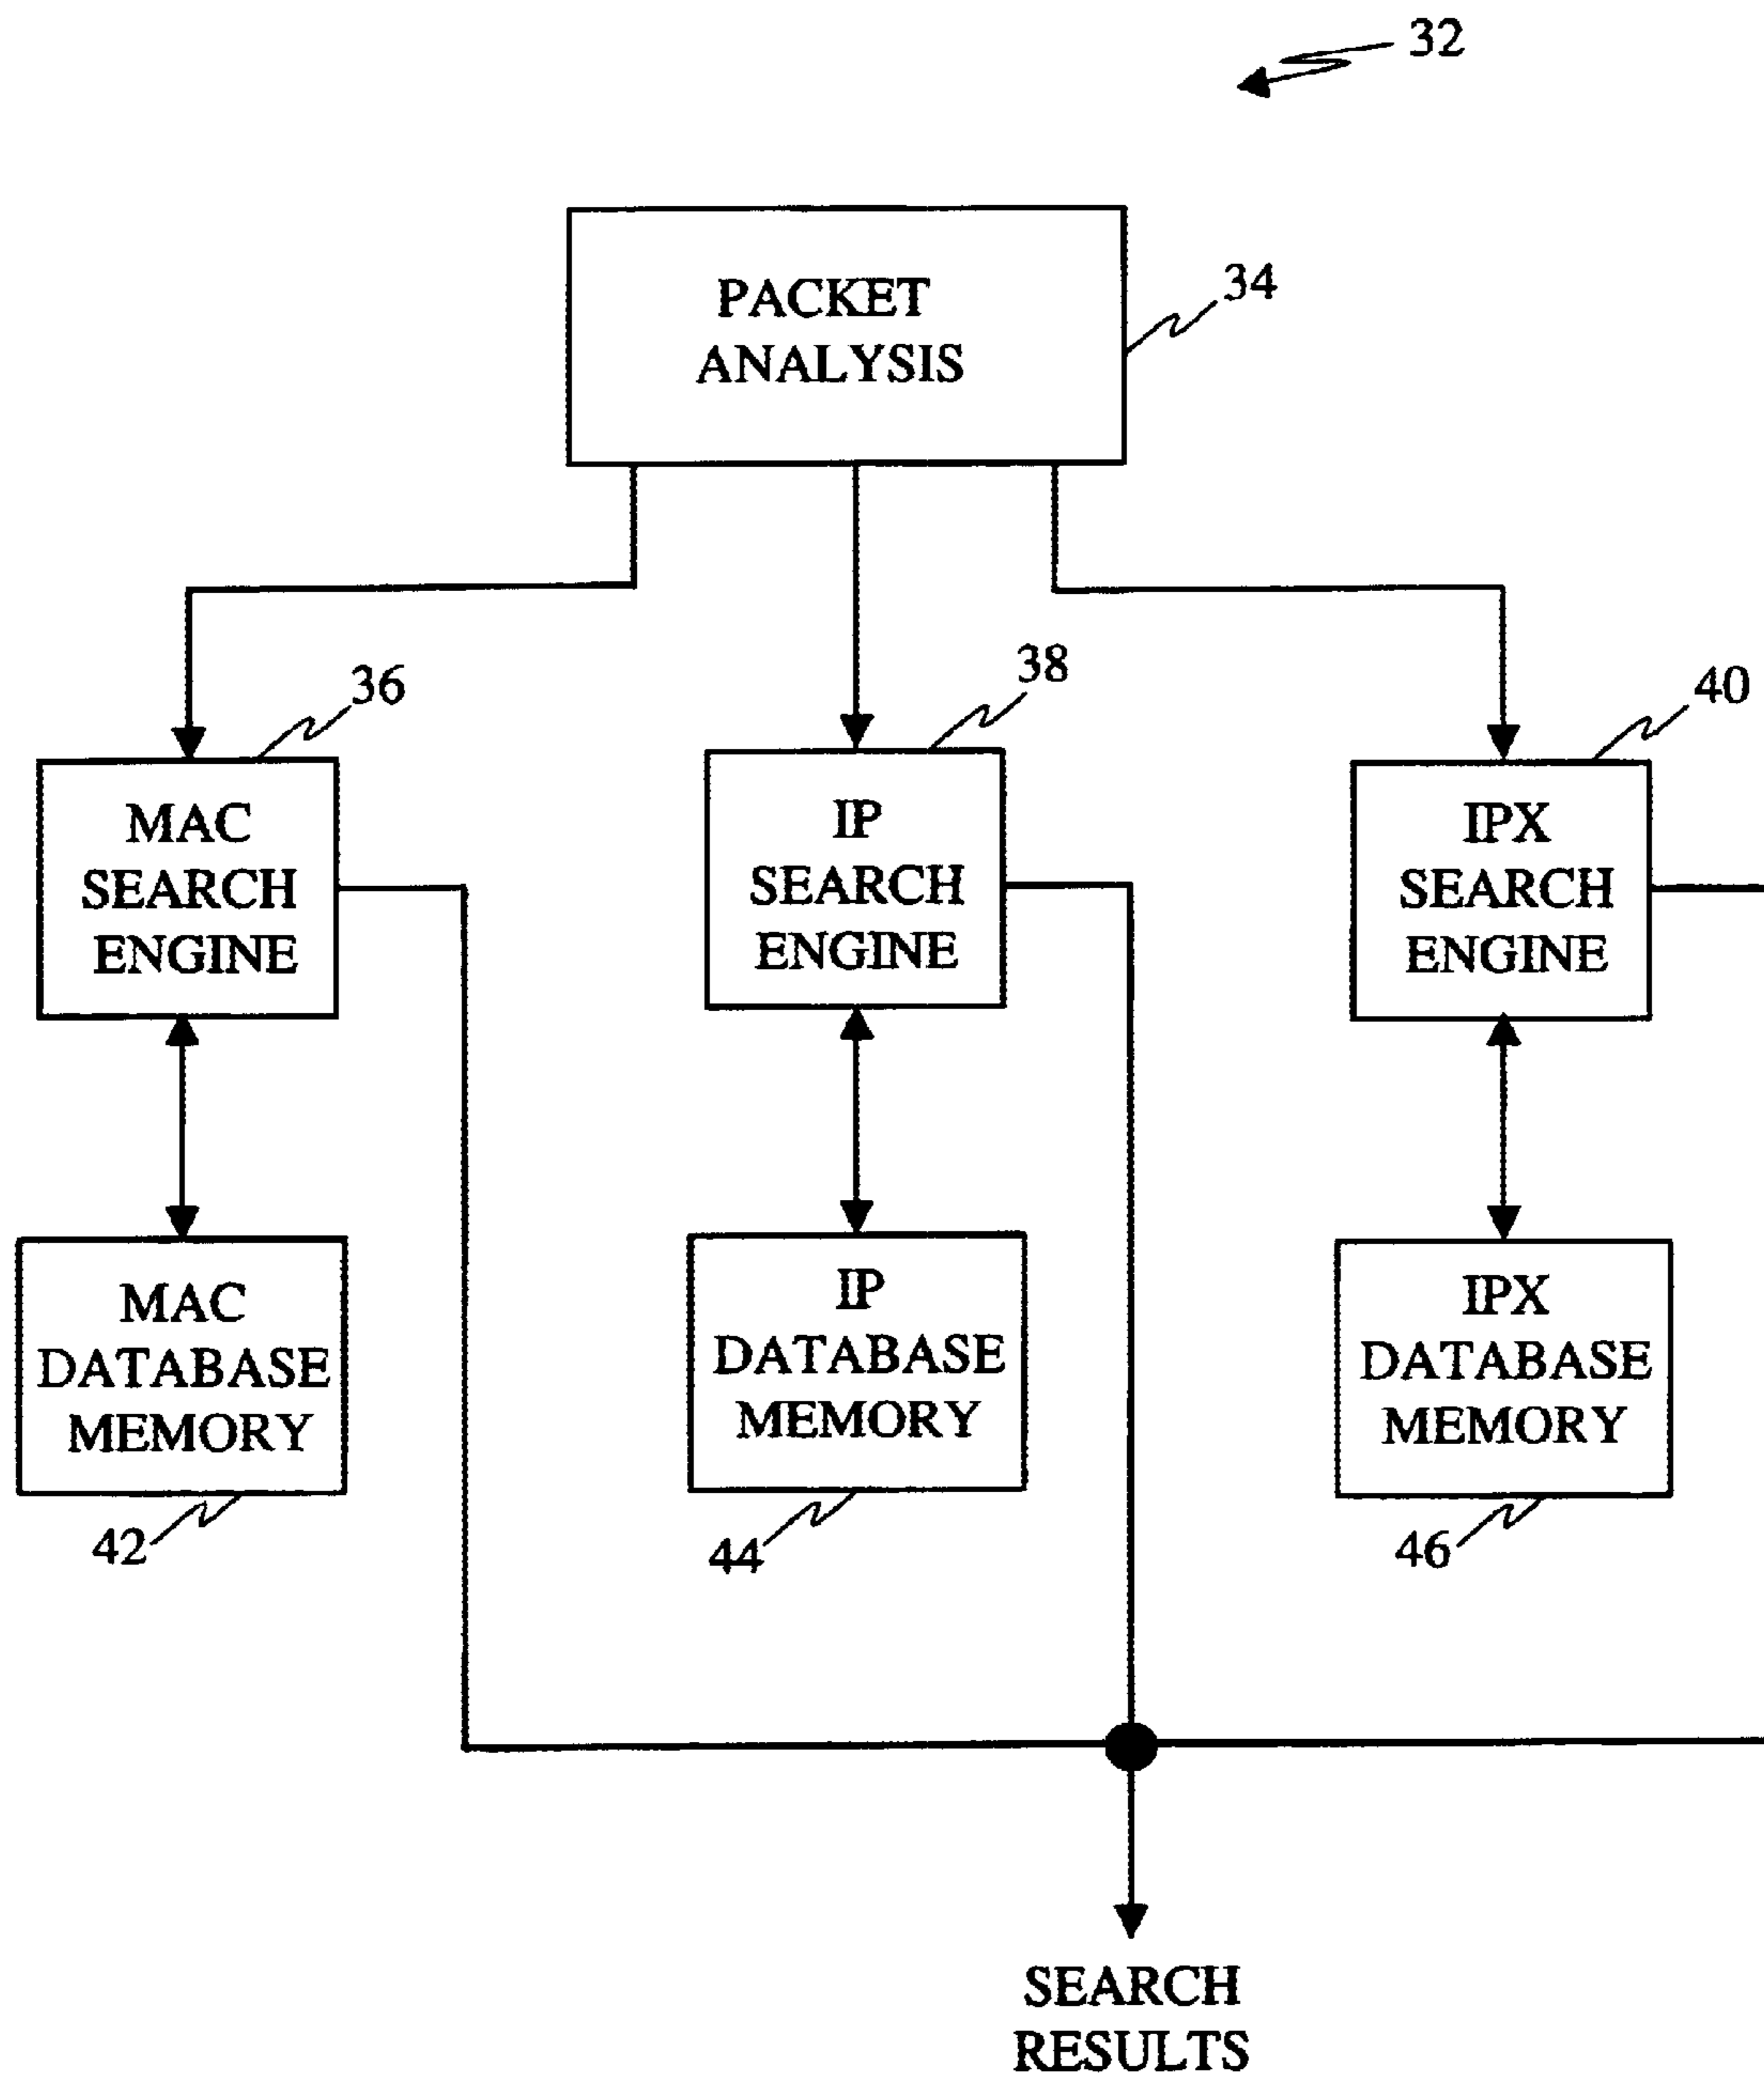 32
PACKET
ANALYSIS
34
36
38
40
MAC
SEARCH
ENGINE
IP
SEARCH
ENGINE
IPX
SEARCH
ENGINE
MAC
DATABASE
MEMORY
IP
DATABASE
MEMORY
IPX
DATABASE
MEMORY
42
44
46
SEARCH
RESULTS